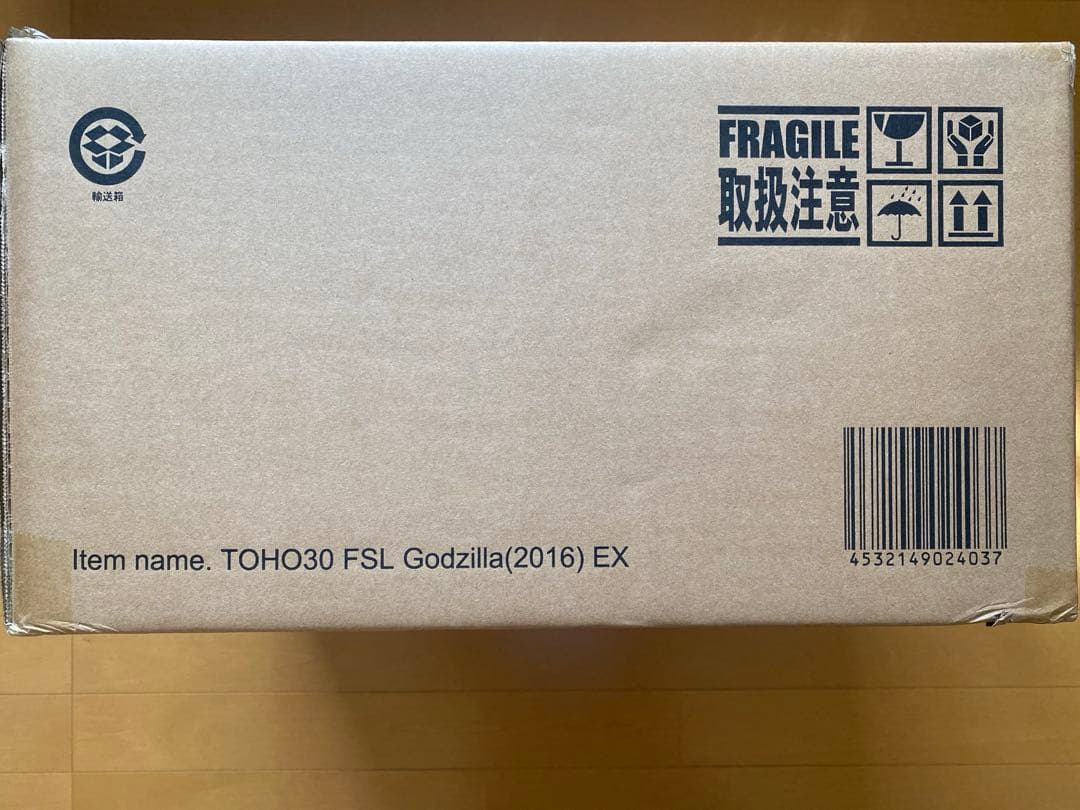 輸送箱
FRAGILE
取扱注意
Item name. TOHO30 FSL Godzilla(2016) EX
4532149024037